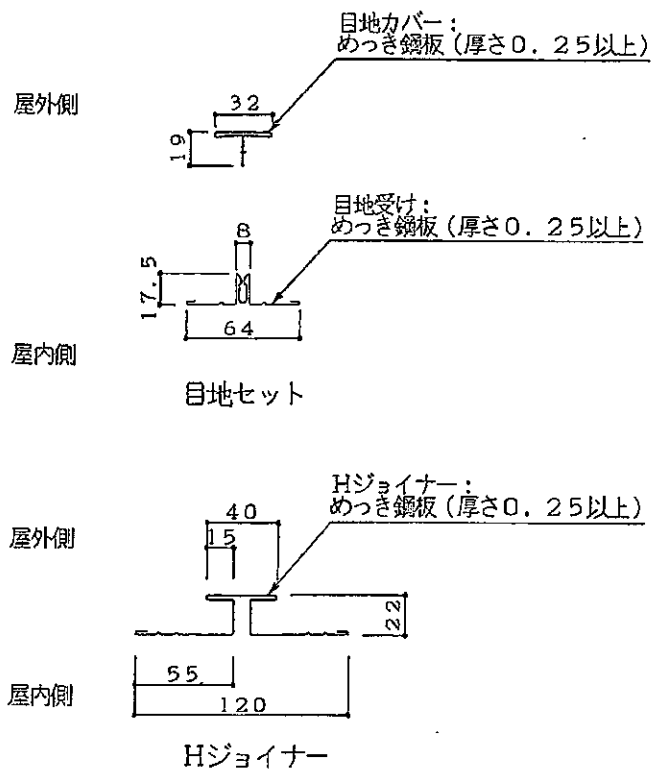 目地カバー：
めっき鋼板（厚さ０．２５以上）
屋外側
32
19
目地受け：
めっき鋼板（厚さ０．２５以上）
8
17.5
64
屋内側
目地セット
Hジョイナー：
めっき鋼板（厚さ０．２５以上）
40
屋外側
15
22
55
屋内側
120
Hジョイナー